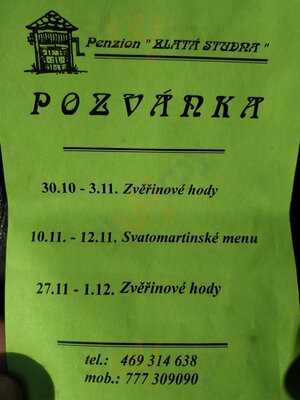 Penzion " ZLATÁ STUDNA "
POZVÁNKA
30.10 - 3.11. Zvěřinové hody
10.11. - 12.11. Svatomartinské menu
27.11 - 1.12. Zvěřinové hody
tel.: 469 314 638
mob.: 777 309090